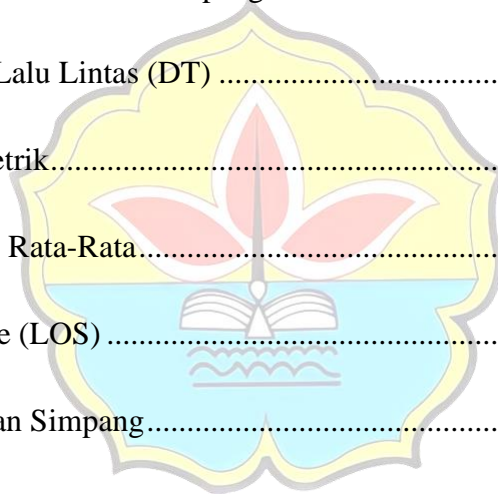 Lalu Lintas (DT) ........................................
etrik............................................................
Rata-Rata................................................
e (LOS) .....................................................
an Simpang................................................